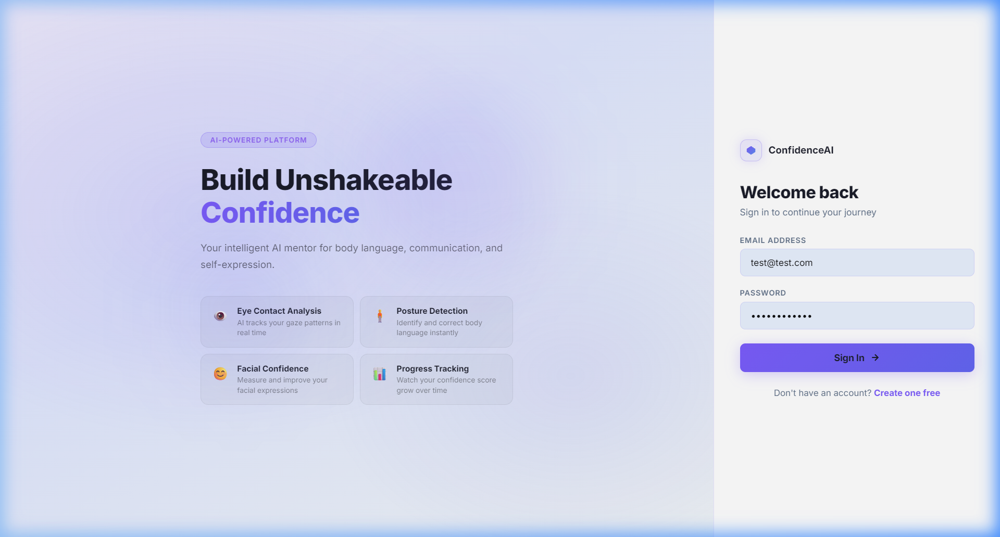 AI-POWERED PLATFORM
Build Unshakeable
Confidence
Your intelligent AI mentor for body language, communication, and
self-expression.
Eye Contact Analysis
AI tracks your gaze patterns in
real time
Posture Detection
Identify and correct body
language instantly
Facial Confidence
Measure and improve your
facial expressions
Progress Tracking
Watch your confidence score
grow over time
ConfidenceAI
Welcome back
Sign in to continue your journey
EMAIL ADDRESS
test@test.com
PASSWORD
••••••••••••
Sign In →
Don't have an account? Create one free